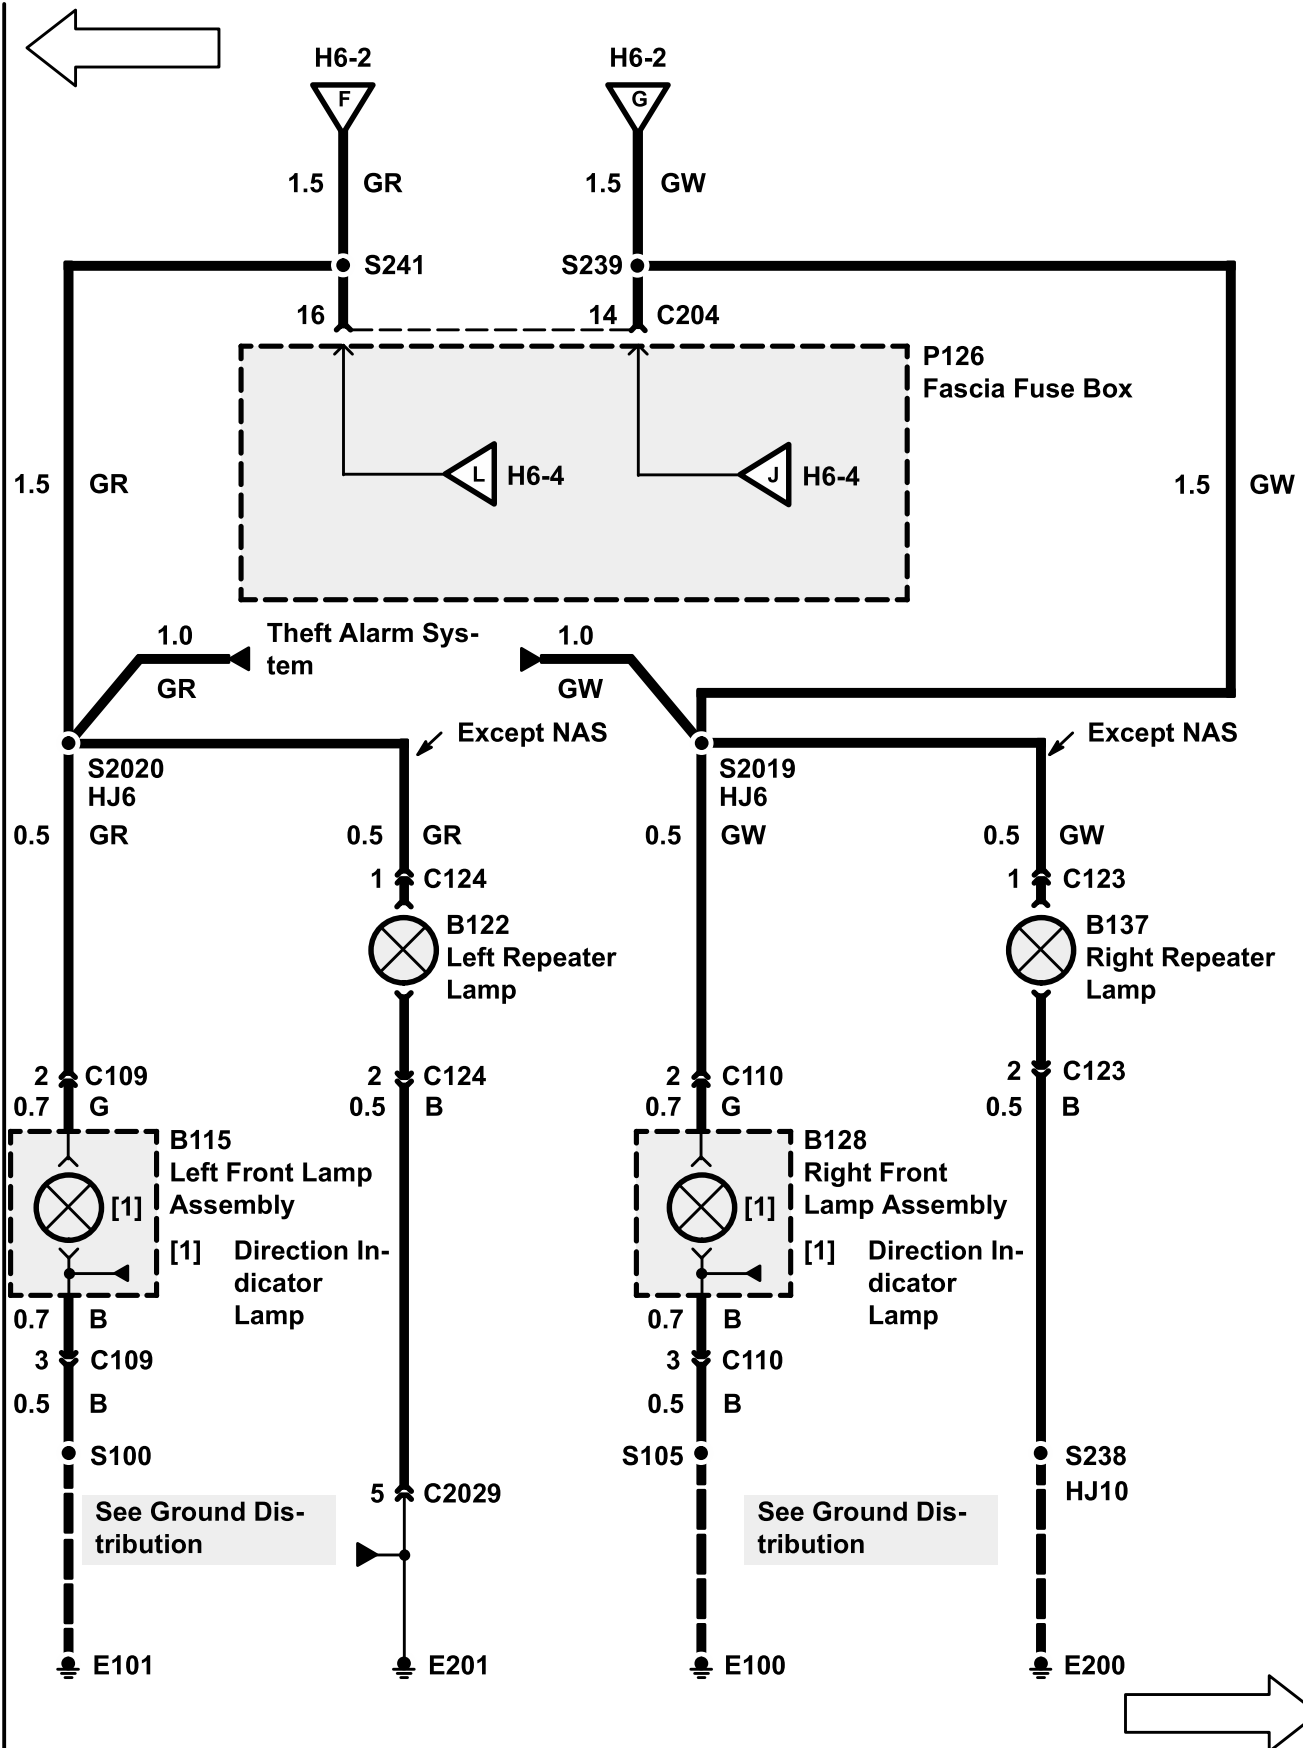 H6-2 H6-2
F G
1.5 GR 1.5 GW
S241 S239
16 14 C204
P126
Fascia Fuse Box
L H6-4 J H6-4
1.5 GR 1.5 GW
1.0 Theft Alarm Sys- 1.0
tem
GR GW
Except NAS Except NAS
S2020 S2019
HJ6 HJ6
0.5 GR 0.5 GR 0.5 GW 0.5 GW
1 C124 1 C123
B122 B137
Left Repeater Right Repeater
Lamp Lamp
2 C109 2 C124 2 C110 2 C123
0.7 G 0.5 B 0.7 G 0.5 B
B115 B128
Left Front Lamp Right Front
[1] Assembly [1] Lamp Assembly
[1] Direction In- [1] Direction In-
dicator dicator
Lamp Lamp
0.7 B 0.7 B
3 C109 3 C110
0.5 B 0.5 B
S100 S105 S238
5 C2029 HJ10
See Ground Dis- See Ground Dis-
tribution tribution
E101 E201 E100 E200